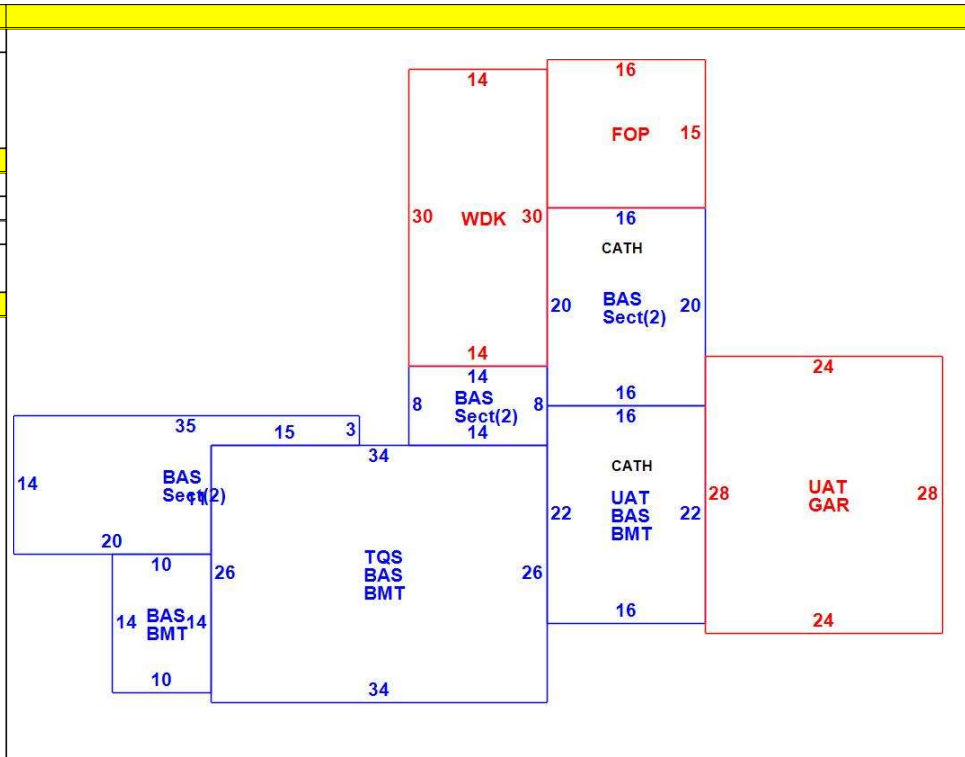 16
14
FOP 15
30 WDK 30
16
CATH
20 BAS 20
Sect(2)
14
24
14
8 BAS 8
Sect(2)
14
16
16
35
15 3
34
CATH
14 BAS
Sect(2)
11
22 UAT 22
BAS
BMT
28 UAT 28
GAR
20
10
26 TQS 26
BAS
BMT
14 BAS 14
BMT
16
24
10
34